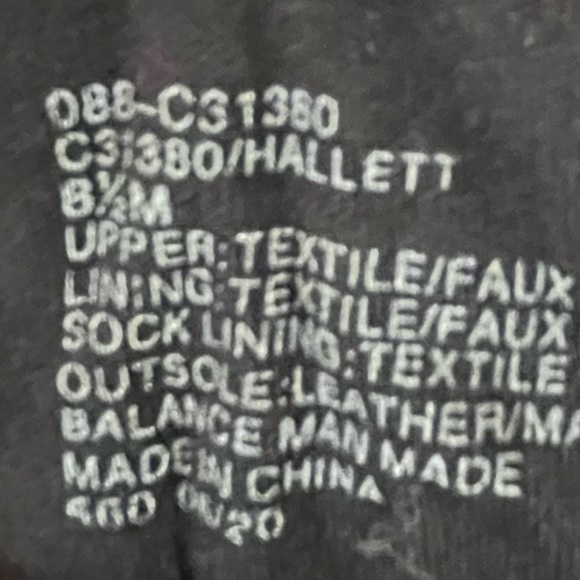 088-C31380
C31380/HALLETT
8½M
UPPER:TEXTILE/FAUX
LINING:TEXTILE/FAUX
SOCK LINING:TEXTILE
OUTSOLE:LEATHER/MA
BALANCE MAN MADE
MADE IN CHINA